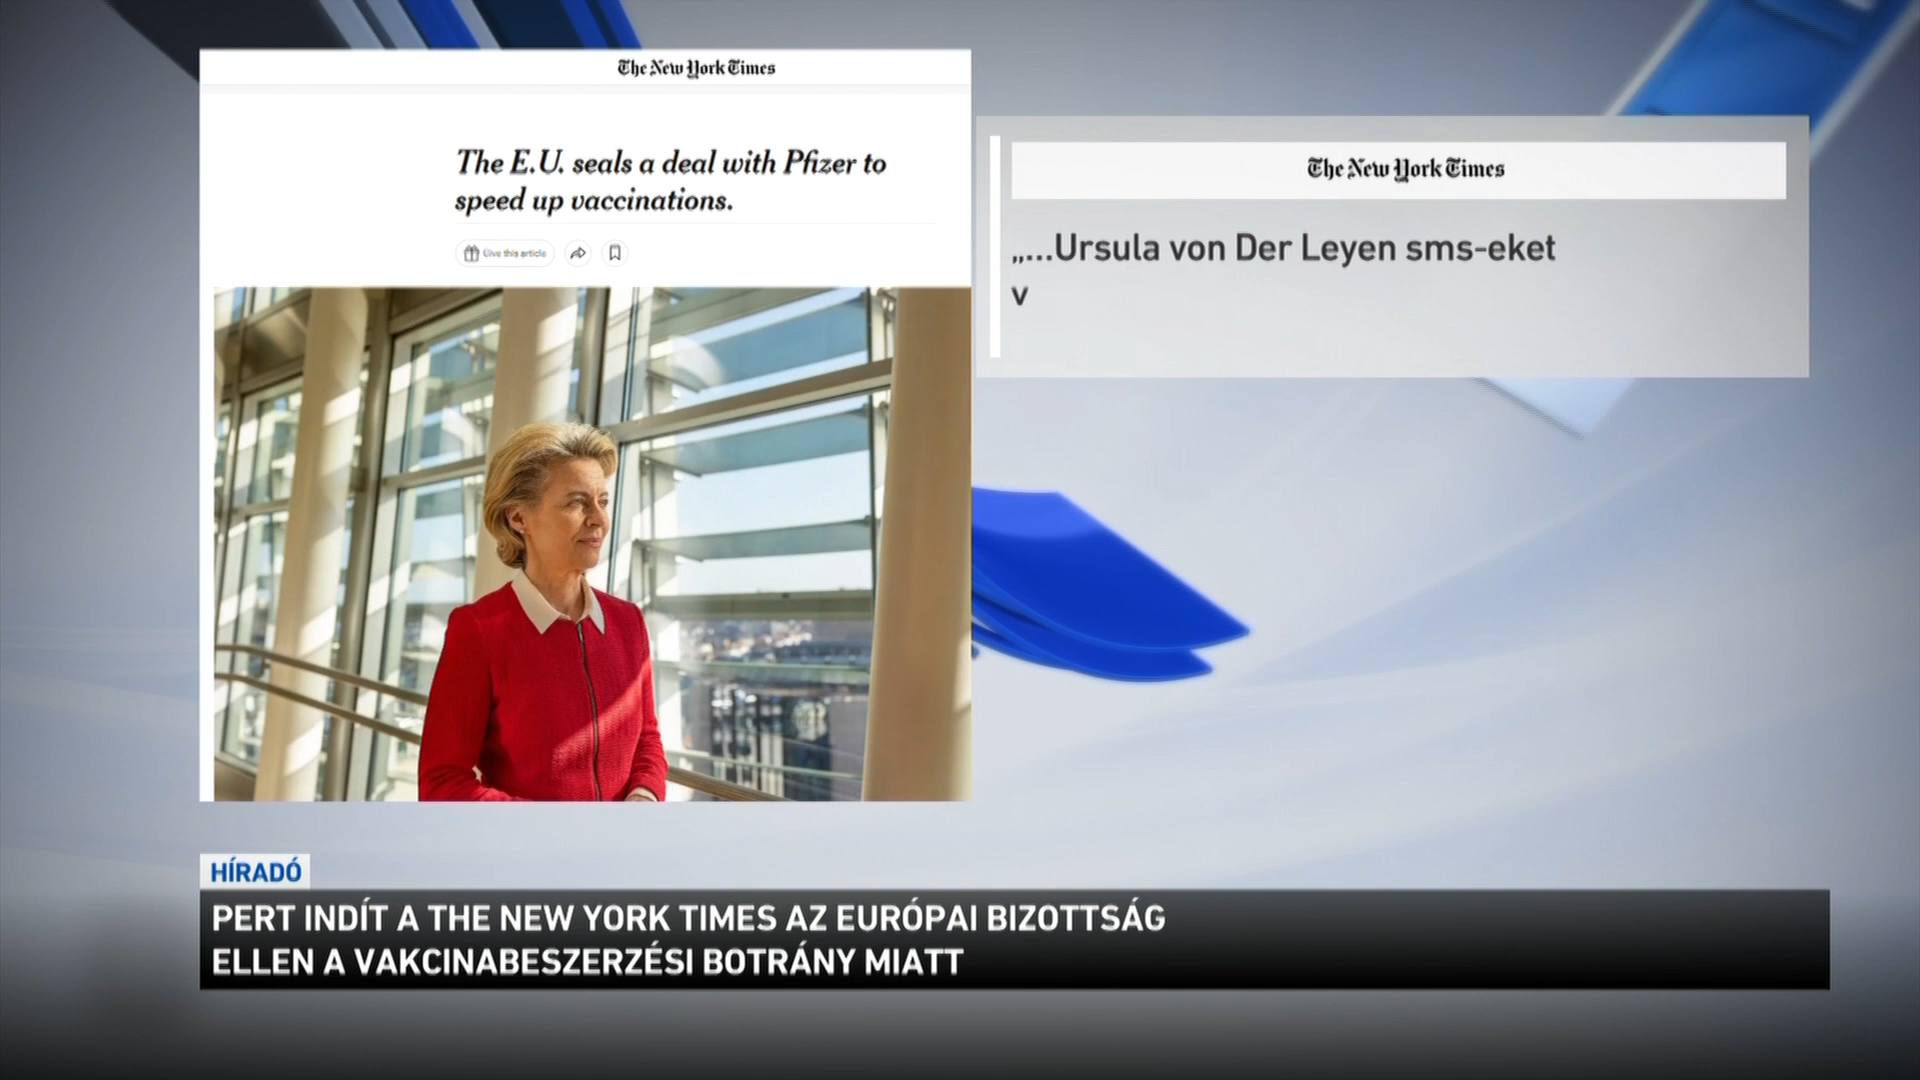 The New York Times
The E.U. seals a deal with Pfizer to
speed up vaccinations.
Give this article
The New York Times
„...Ursula von Der Leyen sms-eket
v
HÍRADÓ
PERT INDÍT A THE NEW YORK TIMES AZ EURÓPAI BIZOTTSÁG
ELLEN A VAKCINABESZERZÉSI BOTRÁNY MIATT